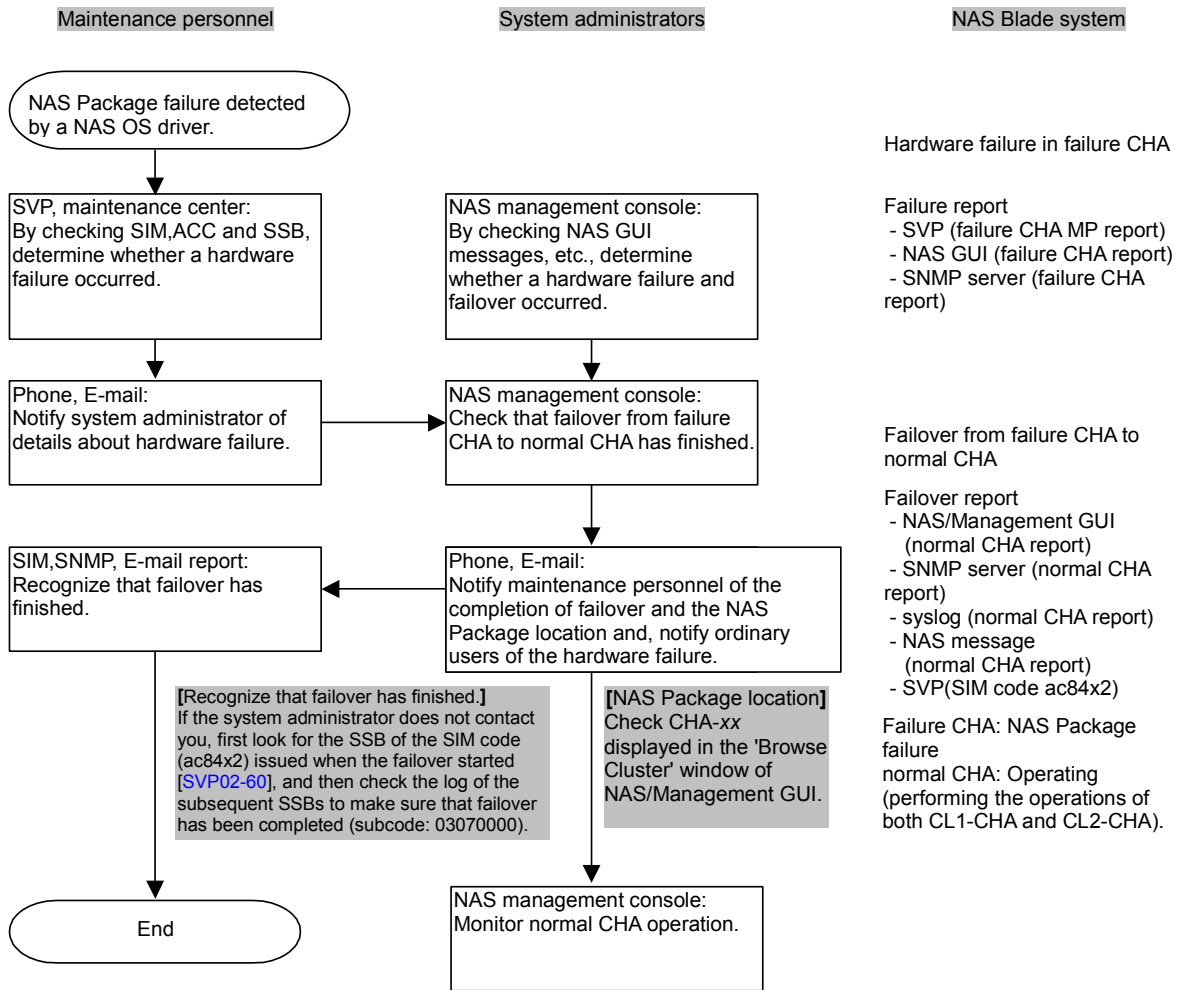 Maintenance personnel
System administrators
NAS Blade system
NAS Package failure detected
by a NAS OS driver.
Hardware failure in failure CHA
SVP, maintenance center:
By checking SIM,ACC and SSB,
determine whether a hardware
failure occurred.
NAS management console:
By checking NAS GUI
messages, etc., determine
whether a hardware failure and
failover occurred.
Failure report
- SVP (failure CHA MP report)
- NAS GUI (failure CHA report)
- SNMP server (failure CHA
report)
Phone, E-mail:
Notify system administrator of
details about hardware failure.
NAS management console:
Check that failover from failure
CHA to normal CHA has finished.
Failover from failure CHA to
normal CHA
Failover report
- NAS/Management GUI
(normal CHA report)
- SNMP server (normal CHA
report)
- syslog (normal CHA report)
- NAS message
(normal CHA report)
- SVP(SIM code ac84x2)
SIM,SNMP, E-mail report:
Recognize that failover has
finished.
Phone, E-mail:
Notify maintenance personnel of the
completion of failover and the NAS
Package location and, notify ordinary
users of the hardware failure.
[Recognize that failover has finished.]
If the system administrator does not contact
you, first look for the SSB of the SIM code
(ac84x2) issued when the failover started
[SVP02-60], and then check the log of the
subsequent SSBs to make sure that failover
has been completed (subcode: 03070000).
[NAS Package location]
Check CHA-xx
displayed in the 'Browse
Cluster' window of
NAS/Management GUI.
Failure CHA: NAS Package
failure
normal CHA: Operating
(performing the operations of
both CL1-CHA and CL2-CHA).
End
NAS management console:
Monitor normal CHA operation.